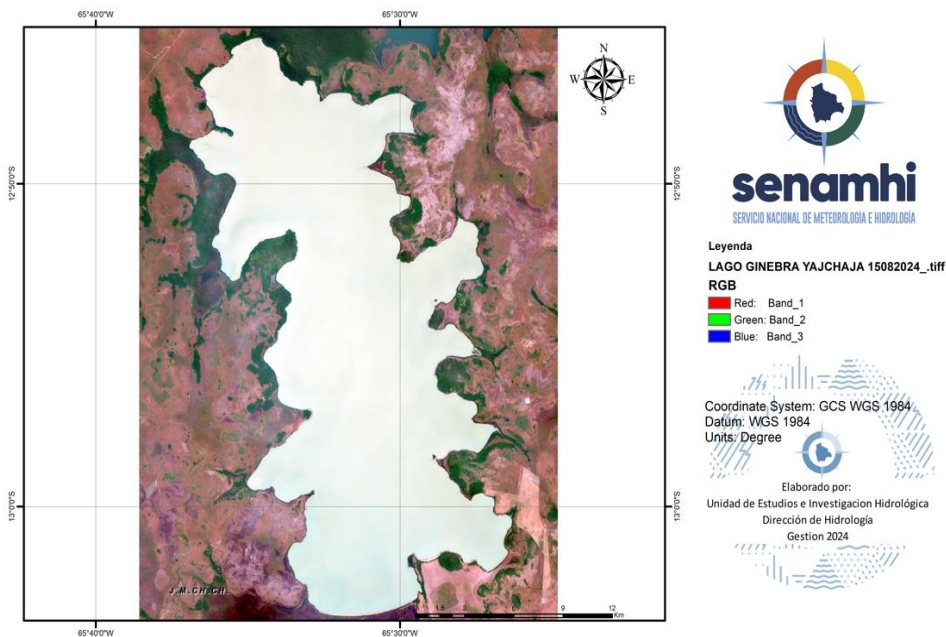 65°40'0"W
65°30'0"W
N
W
E
S
12°50'0"S
12°50'0"S
13°0'0"S
13°0'0"S
J.M.CH.CH.
1.5
3
6
9
12
Km
65°40'0"W
65°30'0"W
senamhi
SERVICIO NACIONAL DE METEOROLOGÍA E HIDROLOGÍA
Leyenda
LAGO GINEBRA YAJCHAJA 15082024_.tiff
RGB
Red: Band_1
Green: Band_2
Blue: Band_3
Coordinate System: GCS WGS 1984
Datum: WGS 1984
Units: Degree
Elaborado por:
Unidad de Estudios e Investigacion Hidrológica
Dirección de Hidrología
Gestion 2024